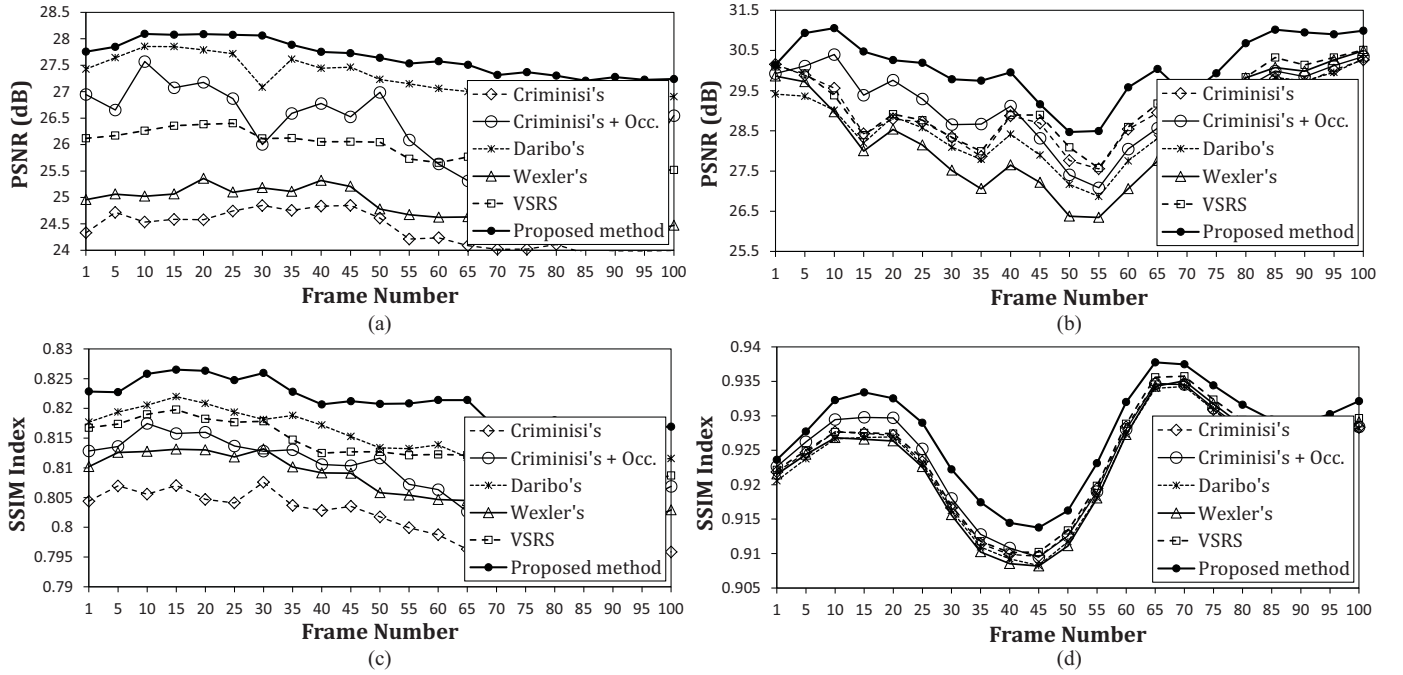 PSNR (dB)
28.5
28
27.5
27
26.5
26
25.5
25
24.5
24
1 5 10 15 20 25 30 35 40 45 50 55 60 65 70 75 80 85 90 95 100
Frame Number
Criminisi's
Criminisi's + Occ.
Daribo's
Wexler's
VSRS
Proposed method
(a)
PSNR (dB)
31.5
30.5
29.5
28.5
27.5
26.5
25.5
1 5 10 15 20 25 30 35 40 45 50 55 60 65 70 75 80 85 90 95 100
Frame Number
Criminisi's
Criminisi's + Occ.
Daribo's
Wexler's
VSRS
Proposed method
(b)
SSIM Index
0.83
0.825
0.82
0.815
0.81
0.805
0.8
0.795
0.79
1 5 10 15 20 25 30 35 40 45 50 55 60 65 70 75 80 85 90 95 100
Frame Number
Criminisi's
Criminisi's + Occ.
Daribo's
Wexler's
VSRS
Proposed method
(c)
SSIM Index
0.94
0.935
0.93
0.925
0.92
0.915
0.91
0.905
1 5 10 15 20 25 30 35 40 45 50 55 60 65 70 75 80 85 90 95 100
Frame Number
Criminisi's
Criminisi's + Occ.
Daribo's
Wexler's
VSRS
Proposed method
(d)